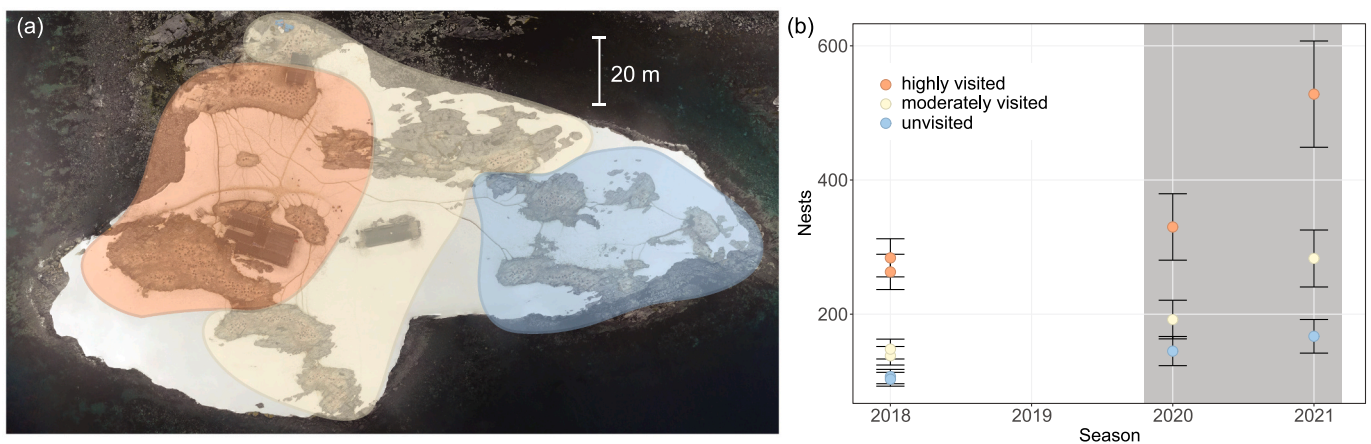 (a)
20 m
(b)
600
400
200
Nests
highly visited
moderately visited
unvisited
2018 2019 2020 2021
Season